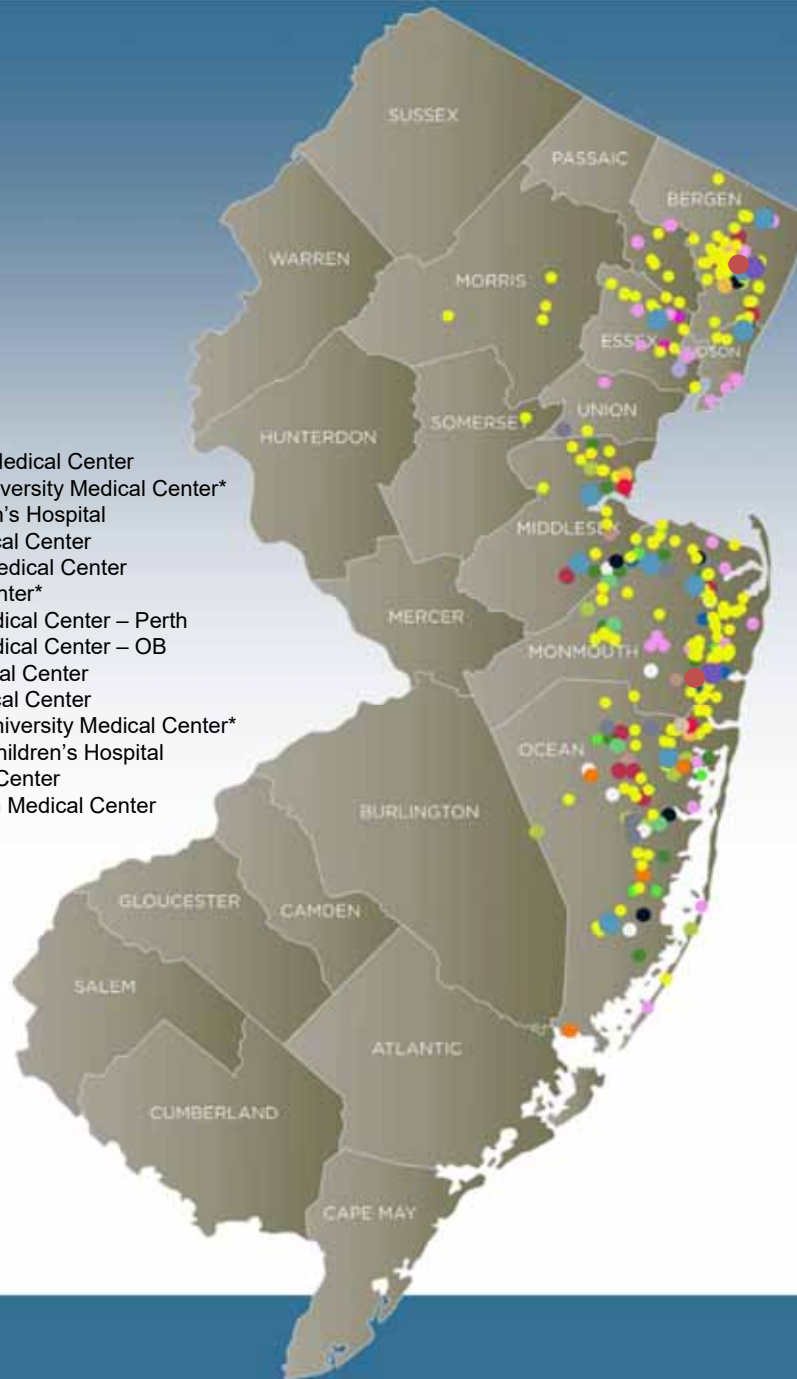 SUSSEX
PASSAIC
BERGEN
WARREN
MORRIS
ESSEX
HUDSON
UNION
SOMERSET
HUNTERDON
Medical Center
versity Medical Center*
n's Hospital
cal Center
edical Center
nter*
dical Center – Perth
dical Center – OB
al Center
cal Center
niversity Medical Center*
hildren's Hospital
Center
Medical Center
MIDDLESEX
MERCER
MONMOUTH
OCEAN
BURLINGTON
GLOUCESTER
CAMDEN
SALEM
ATLANTIC
CUMBERLAND
CAPE MAY